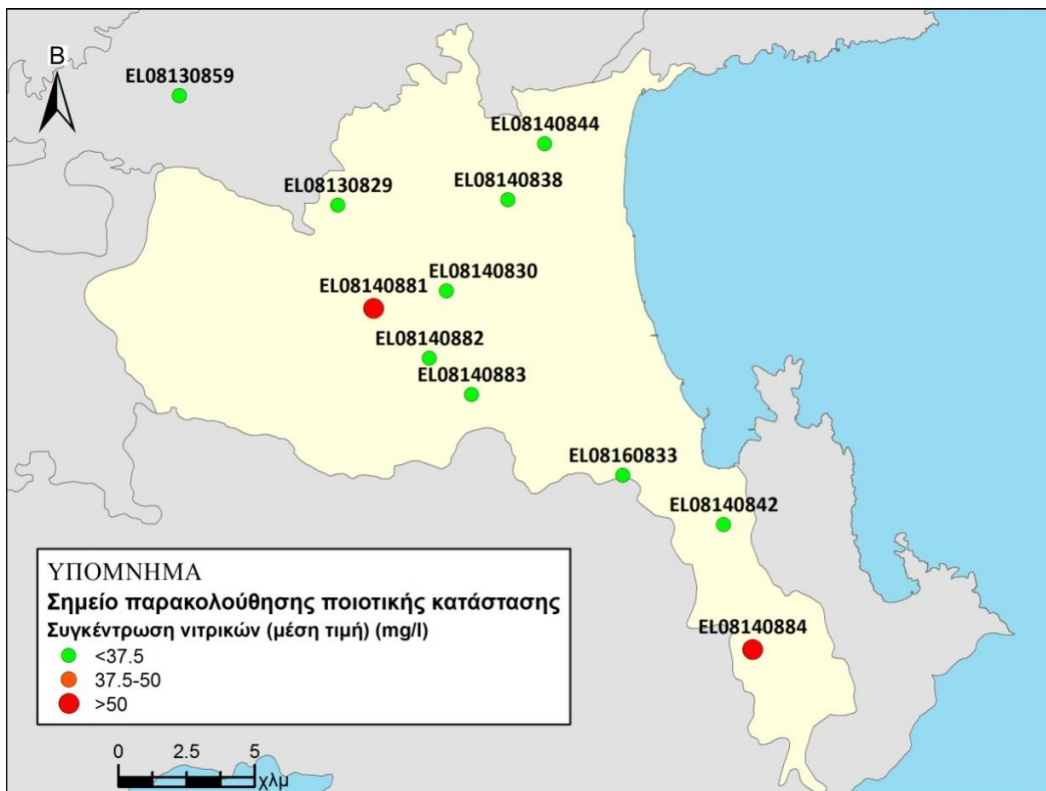 Β
EL08130859
EL08140844
EL08130829
EL08140838
EL08140881
EL08140830
EL08140882
EL08140883
EL08160833
EL08140842
EL08140884
ΥΠΟΜΝΗΜΑ
Σημείο παρακολούθησης ποιοτικής κατάστασης
Συγκέντρωση νιτρικών (μέση τιμή) (mg/l)
<37.5
37.5-50
>50
0 2.5 5
χλμ